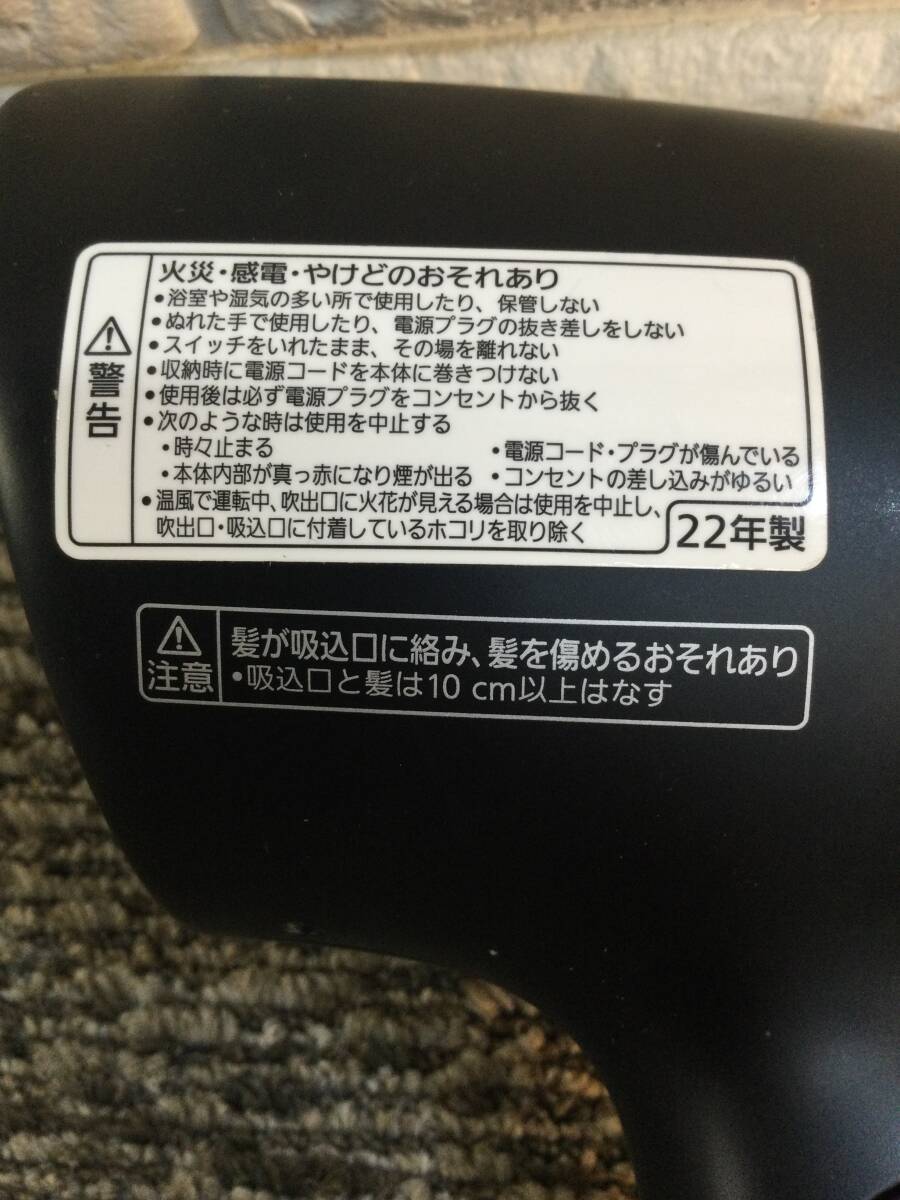 警告
火災・感電・やけどのおそれあり
•浴室や湿気の多い所で使用したり、保管しない
•ぬれた手で使用したり、電源プラグの抜き差しをしない
•スイッチをいれたまま、その場を離れない
•収納時に電源コードを本体に巻きつけない
•使用後は必ず電源プラグをコンセントから抜く
•次のような時は使用を中止する
・時々止まる ・電源コード・プラグが傷んでいる
・本体内部が真っ赤になり煙が出る ・コンセントの差し込みがゆるい
•温風で運転中、吹出口に火花が見える場合は使用を中止し、
吹出口・吸込口に付着しているホコリを取り除く
22年製
注意
髪が吸込口に絡み、髪を傷めるおそれあり
•吸込口と髪は10 cm以上はなす